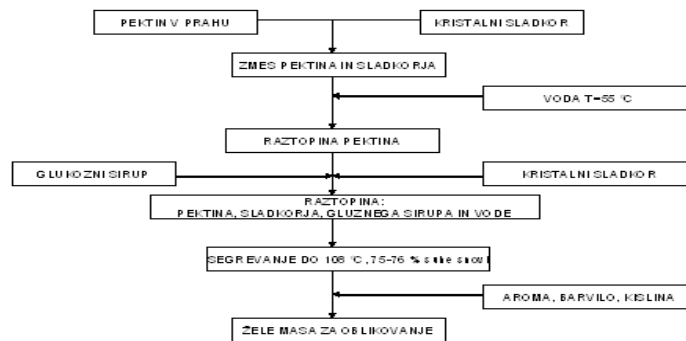 PEKTIN V PRAHU
KRISTALNI SLADKOR
ZMES PEKTINA IN SLADKORJA
VODA T=55 °C
RAZTOPINA PEKTINA
GLUKOZNI SIRUP
KRISTALNI SLADKOR
RAZTOPINA:
PEKTINA, SLADKORJA, GLUZNEGA SIRUPA IN VODE
SEGREVANJE DO 108 °C, 75-76 % suhe snovi
AROMA, BARVILO, KISLINA
ŽELE MASA ZA OBLIKOVANJE